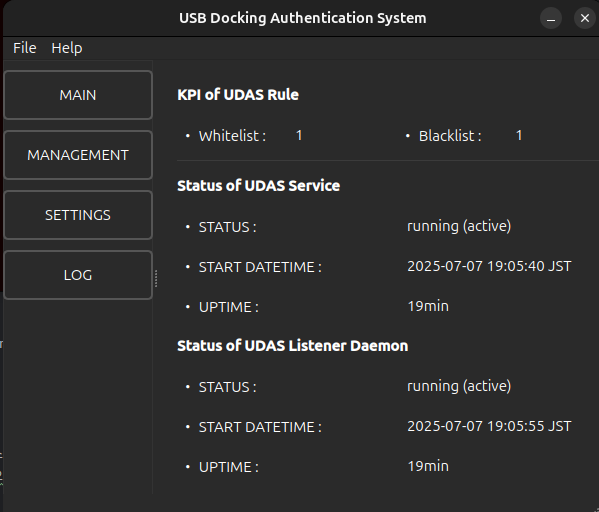 USB Docking Authentication System
File Help
MAIN
MANAGEMENT
SETTINGS
LOG
KPI of UDAS Rule
• Whitelist : 1 • Blacklist : 1
Status of UDAS Service
• STATUS : running (active)
• START DATETIME : 2025-07-07 19:05:40 JST
• UPTIME : 19min
Status of UDAS Listener Daemon
• STATUS : running (active)
• START DATETIME : 2025-07-07 19:05:55 JST
• UPTIME : 19min